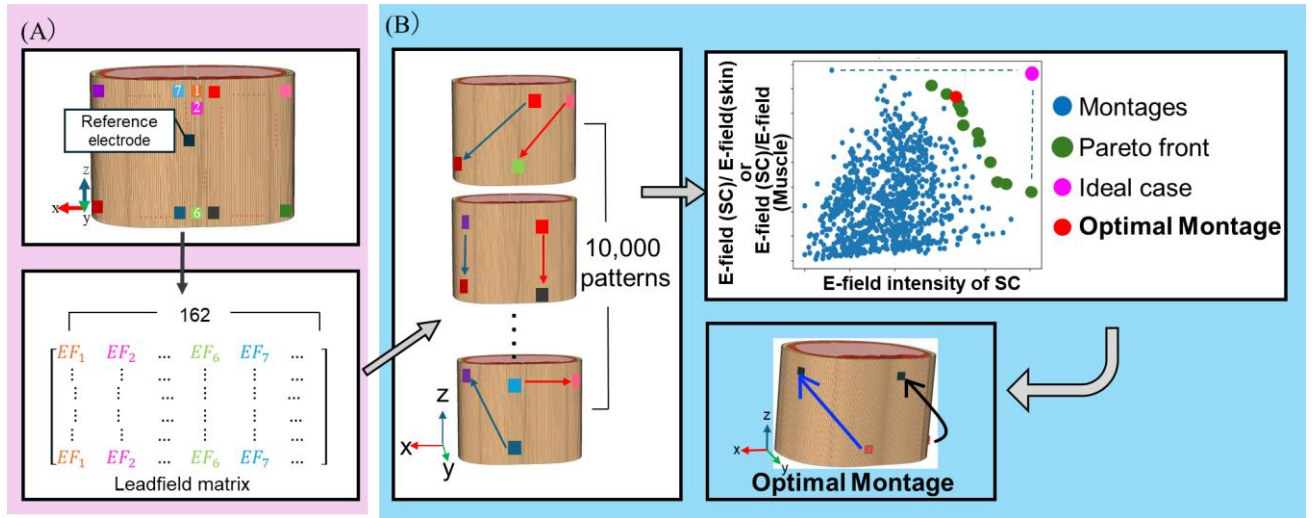 (A)
7
1
2
Reference
electrode
z
x
y
6
162
EF₁ EF₂ ... EF₆ EF₇ ...
⋮ ⋮ ... ⋮ ⋮ ...
⋮ ⋮ ... ⋮ ⋮ ...
EF₁ EF₂ ... EF₆ EF₇ ...
Leadfield matrix
(B)
10,000
patterns
z
x
y
E-field (SC)/ E-field(skin)
or
E-field (SC)/E-field
(Muscle)
E-field intensity of SC
Montages
Pareto front
Ideal case
Optimal Montage
z
x
y
Optimal Montage